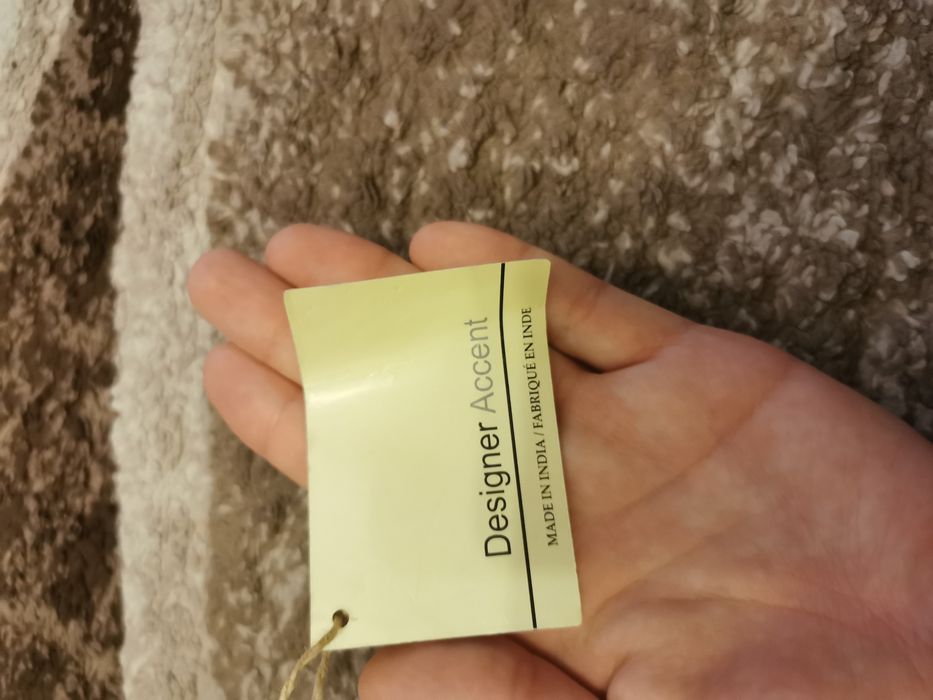 Designer Accent
MADE IN INDIA / FABRIQUÉ EN INDE